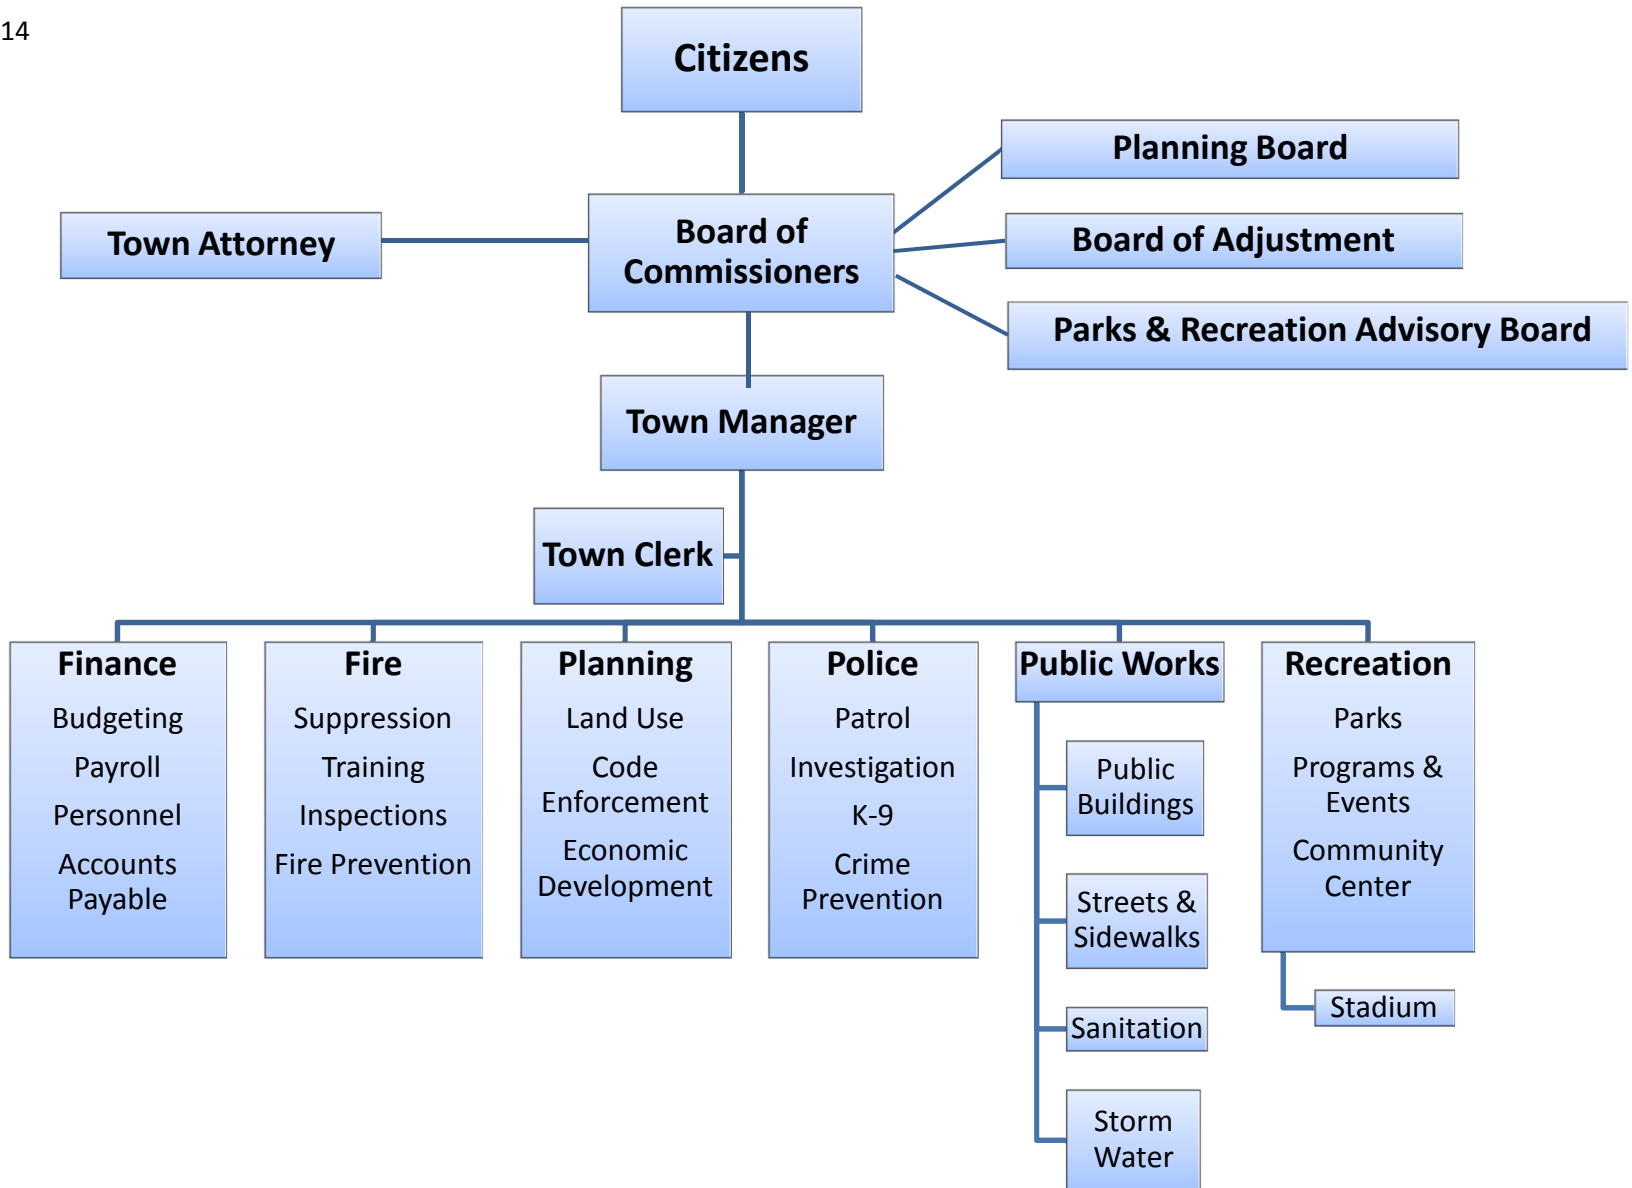 14
Citizens
Planning Board
Town Attorney
Board of
Commissioners
Board of Adjustment
Parks & Recreation Advisory Board
Town Manager
Town Clerk
Finance
Budgeting
Payroll
Personnel
Accounts
Payable
Fire
Suppression
Training
Inspections
Fire Prevention
Planning
Land Use
Code
Enforcement
Economic
Development
Police
Patrol
Investigation
K-9
Crime
Prevention
Public Works
Public
Buildings
Streets &
Sidewalks
Sanitation
Storm
Water
Recreation
Parks
Programs &
Events
Community
Center
Stadium